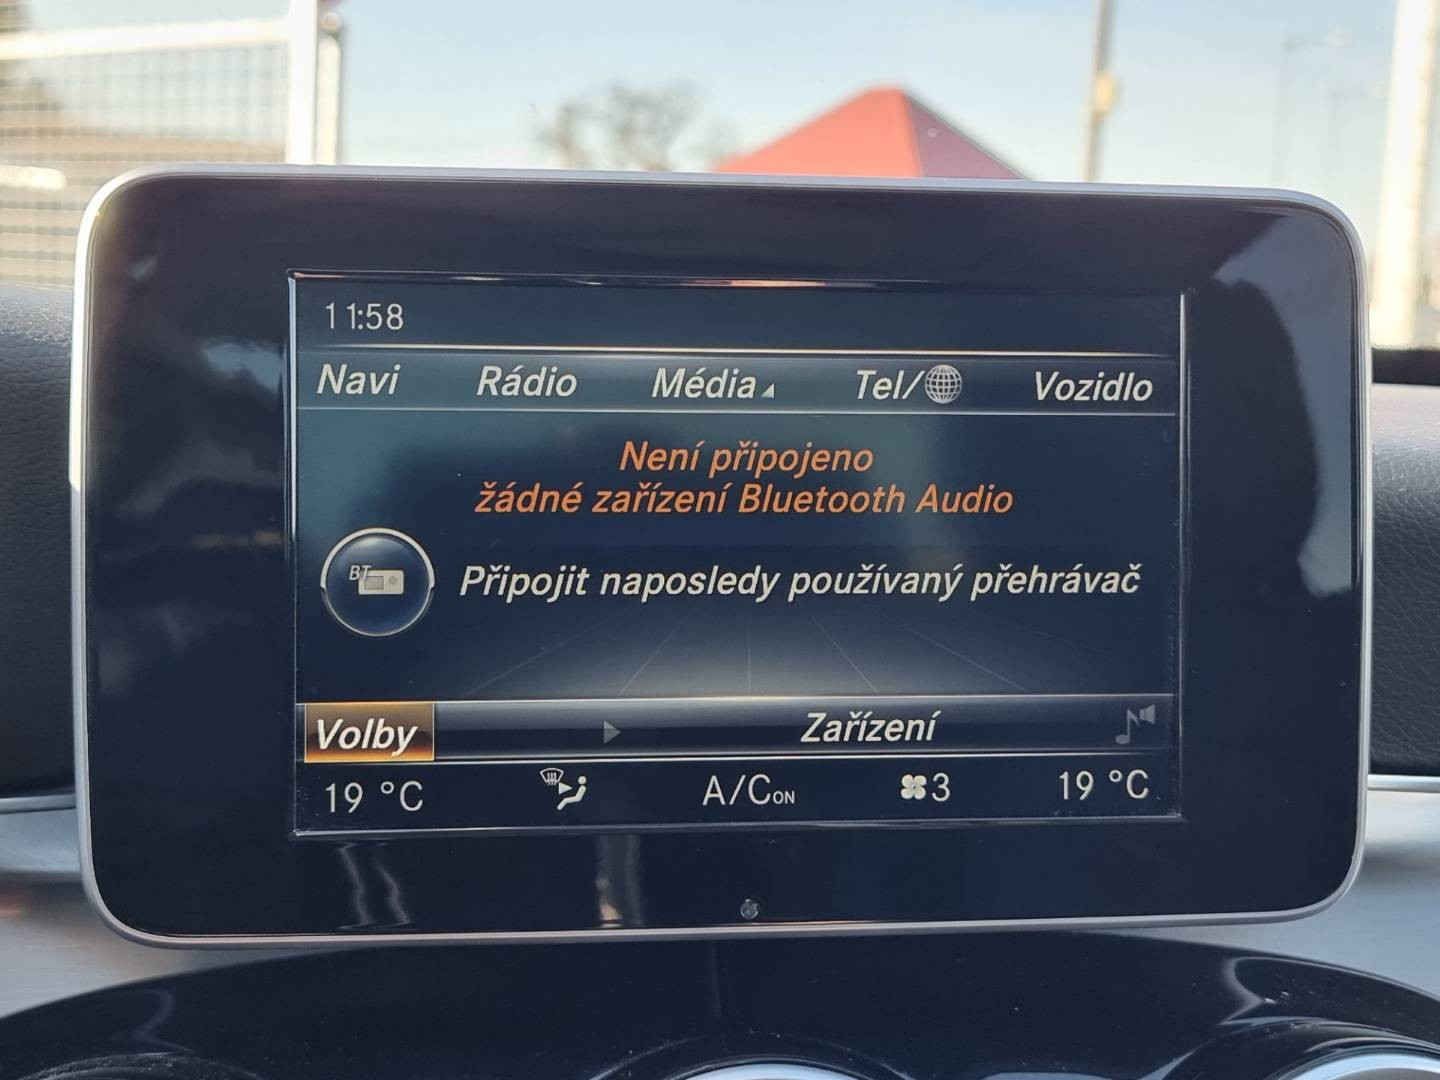 11:58
Navi Rádio Média Tel/ Vozidlo
Není připojeno
žádné zařízení Bluetooth Audio
BT Připojit naposledy používaný přehrávač
Volby Zařízení
19 °C A/C ON 3 19 °C